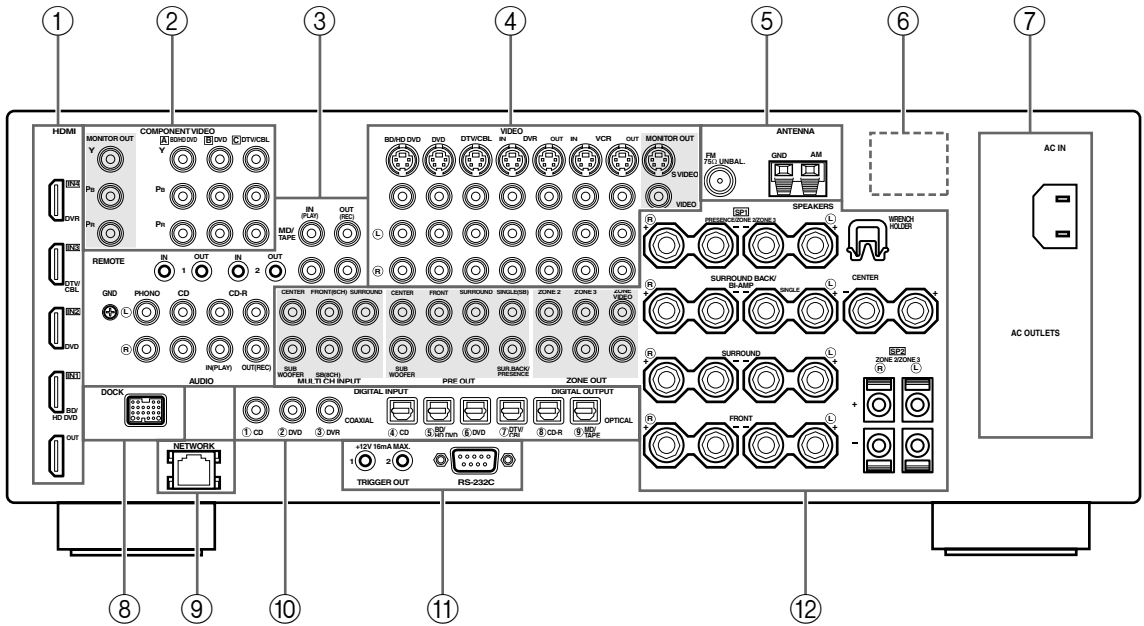 ① ② ③ ④ ⑤ ⑥ ⑦
HDMI
IN4
DVR
IN3
DTV/
CBL
IN2
DVD
IN1
BD/
HD DVD
OUT
COMPONENT VIDEO
MONITOR OUT
A BD/HD DVD B DVD C DTV/CBL
Y Y
PB PB
PR PR
REMOTE
IN 1 OUT IN 2 OUT
GND PHONO CD CD-R
L
R
IN(PLAY) OUT(REC)
AUDIO
MD/
TAPE
IN
(PLAY)
OUT
(REC)
VIDEO
BD/HD DVD DVD DTV/CBL IN DVR OUT IN VCR OUT MONITOR OUT
S VIDEO
VIDEO
L
R
CENTER FRONT(6CH) SURROUND
SUB
WOOFER
SB(8CH)
MULTI CH INPUT
CENTER FRONT SURROUND SINGLE(SB)
SUB
WOOFER
SUR.BACK/
PRESENCE
PRE OUT
ZONE 2 ZONE 3 ZONE
VIDEO
ZONE OUT
ANTENNA
FM
75Ω UNBAL.
GND AM
SPEAKERS
SP1
PRESENCE/ZONE 2/ZONE 3
R L
+ - - +
WRENCH
HOLDER
SURROUND BACK/
BI-AMP
SINGLE
R L
+ - - +
CENTER
- +
SURROUND
R L
+ - - +
FRONT
R L
+ - - +
SP2
ZONE 2/ZONE 3
R L
+
-
AC IN
AC OUTLETS
DOCK
NETWORK
DIGITAL INPUT
DIGITAL OUTPUT
① CD ② DVD ③ DVR
COAXIAL
④ CD ⑤ BD/
HD DVD ⑥ DVD ⑦ DTV/
CBL ⑧ CD-R ⑨ MD/
TAPE
OPTICAL
+12V 16mA MAX.
1 2
TRIGGER OUT
RS-232C
⑧ ⑨ ⑩ ⑪ ⑫